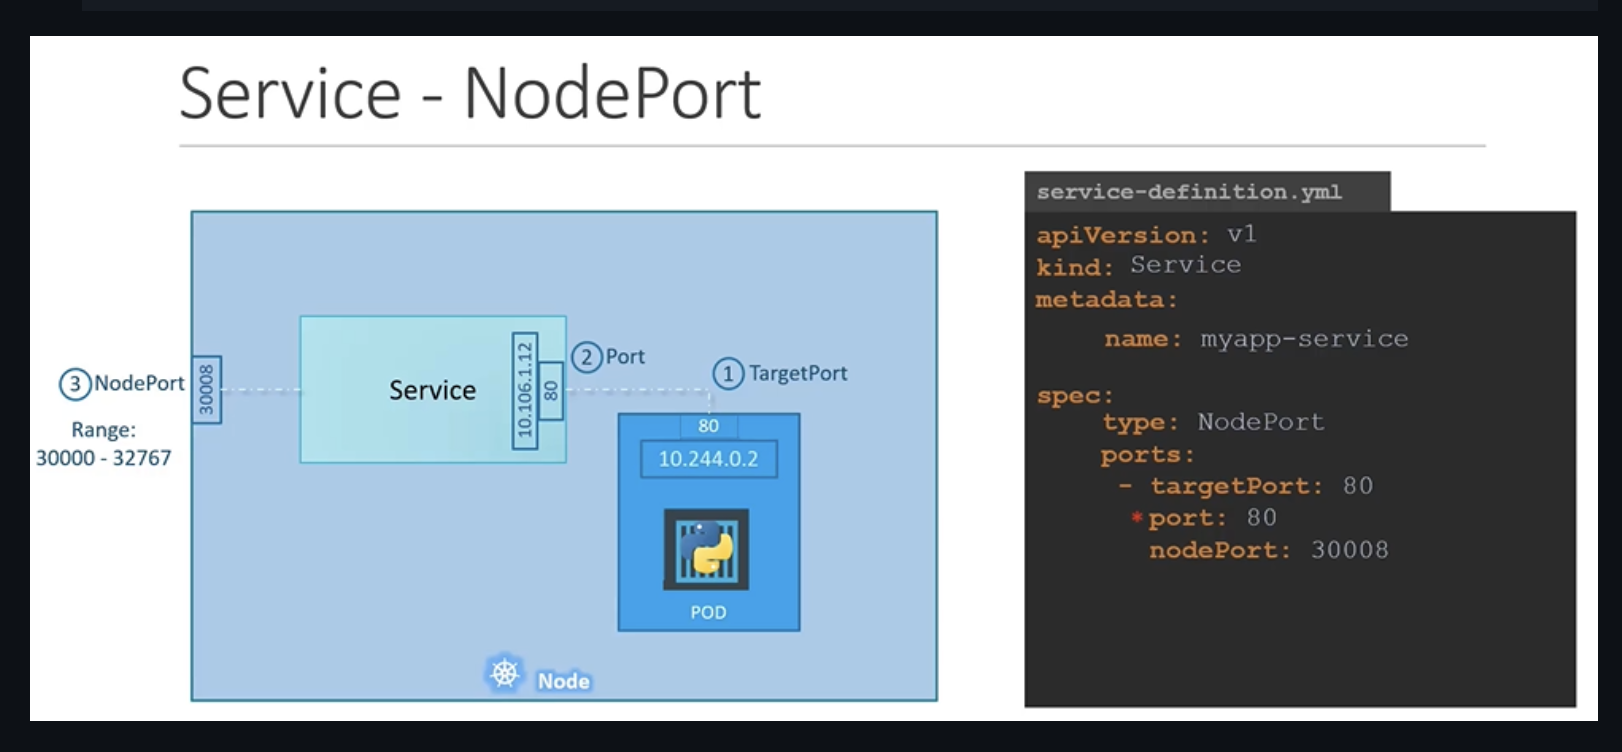 Service - NodePort
3 NodePort
Range:
30000 - 32767
30008
Service
10.106.1.12
80
2 Port
1 TargetPort
80
10.244.0.2
POD
Node
service-definition.yml
apiVersion: v1
kind: Service
metadata:
name: myapp-service
spec:
type: NodePort
ports:
- targetPort: 80
*port: 80
nodePort: 30008